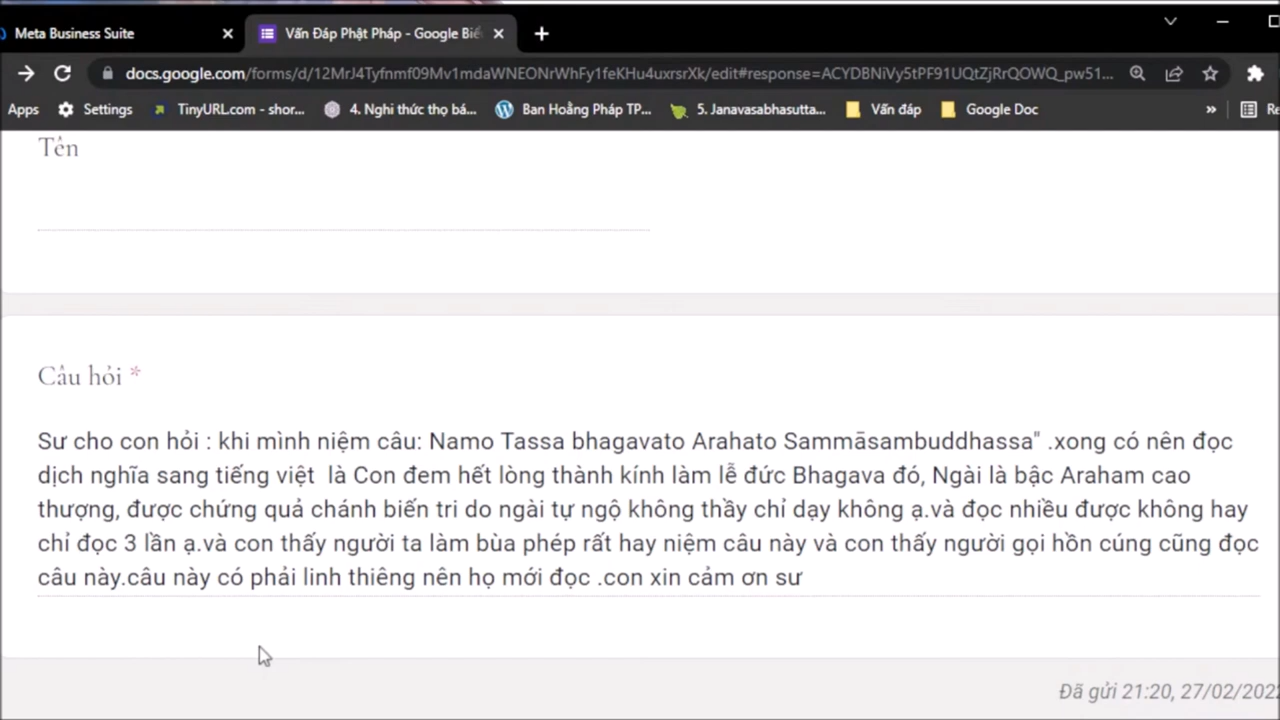 Meta Business Suite
Vấn Đáp Phật Pháp - Google Biể
docs.google.com/forms/d/12MrJ4Tyfnmf09Mv1mdaWNEONrWhFy1feKHu4uxrsrXk/edit#response=ACYDBNiVy5tPF91UQtZjRrQOWQ_pw51...
Apps Settings TinyURL.com - shor... 4. Nghi thức thọ bá... Ban Hoằng Pháp TP... 5. Janavasabhasutta... Vấn đáp Google Doc » Re
Tên
Câu hỏi *
Sư cho con hỏi : khi mình niệm câu: Namo Tassa bhagavato Arahato Sammāsambuddhassa" .xong có nên đọc
dịch nghĩa sang tiếng việt là Con đem hết lòng thành kính làm lễ đức Bhagava đó, Ngài là bậc Araham cao
thượng, được chứng quả chánh biến tri do ngài tự ngộ không thầy chỉ dạy không ạ.và đọc nhiều được không hay
chỉ đọc 3 lần ạ.và con thấy người ta làm bùa phép rất hay niệm câu này và con thấy người gọi hồn cúng cũng đọc
câu này.câu này có phải linh thiêng nên họ mới đọc .con xin cảm ơn sư
Đã gửi 21:20, 27/02/2022